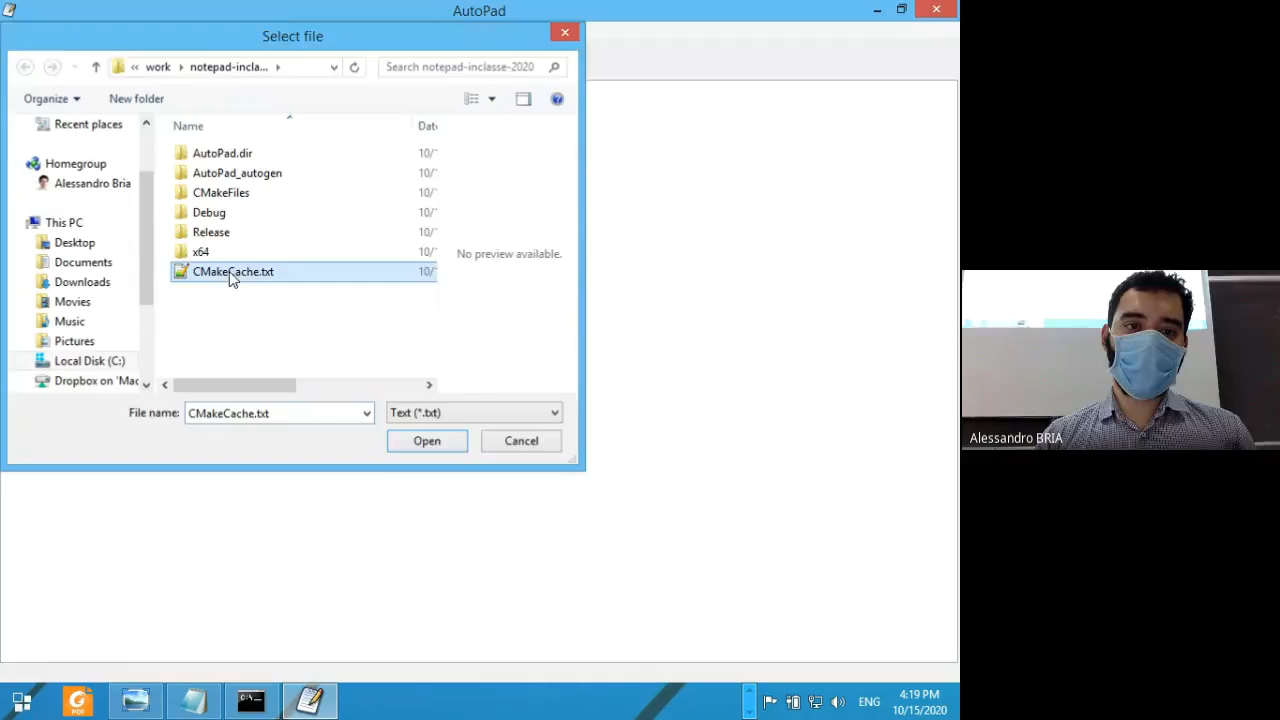 AutoPad
Select file
« work notepad-incla...
Search notepad-inclasse-2020
Organize
New folder
Recent places
Homegroup
Alessandro Bria
This PC
Desktop
Documents
Downloads
Movies
Music
Pictures
Local Disk (C:)
Dropbox on 'Mac
Name
Date
AutoPad.dir
10/
AutoPad_autogen
10/
CMakeFiles
10/
Debug
10/
Release
10/
x64
10/
CMakeCache.txt
10/
No preview available.
File name:
CMakeCache.txt
Text (*.txt)
Open
Cancel
Alessandro BRIA
PDF
ENG
4:19 PM
10/15/2020